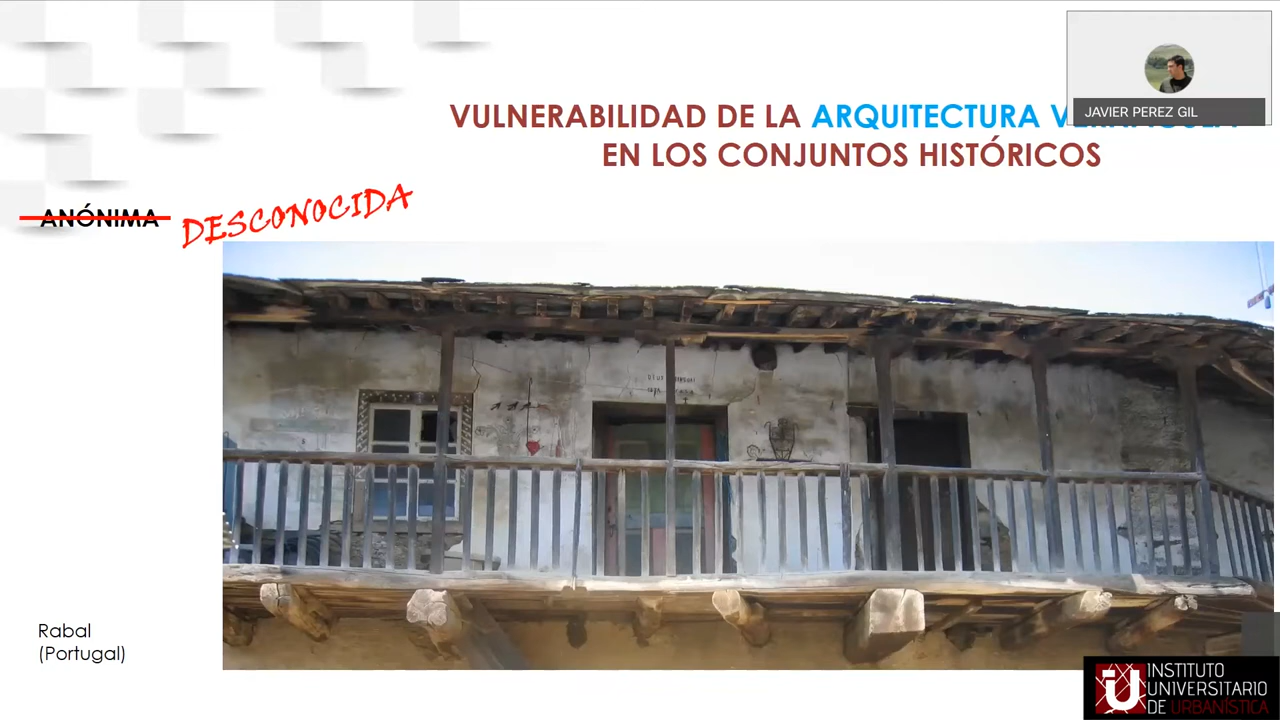 JAVIER PEREZ GIL
VULNERABILIDAD DE LA ARQUITECTURA
EN LOS CONJUNTOS HISTÓRICOS
ANÓNIMA DESCONOCIDA
Rabal
(Portugal)
INSTITUTO
UNIVERSITARIO
DE URBANÍSTICA